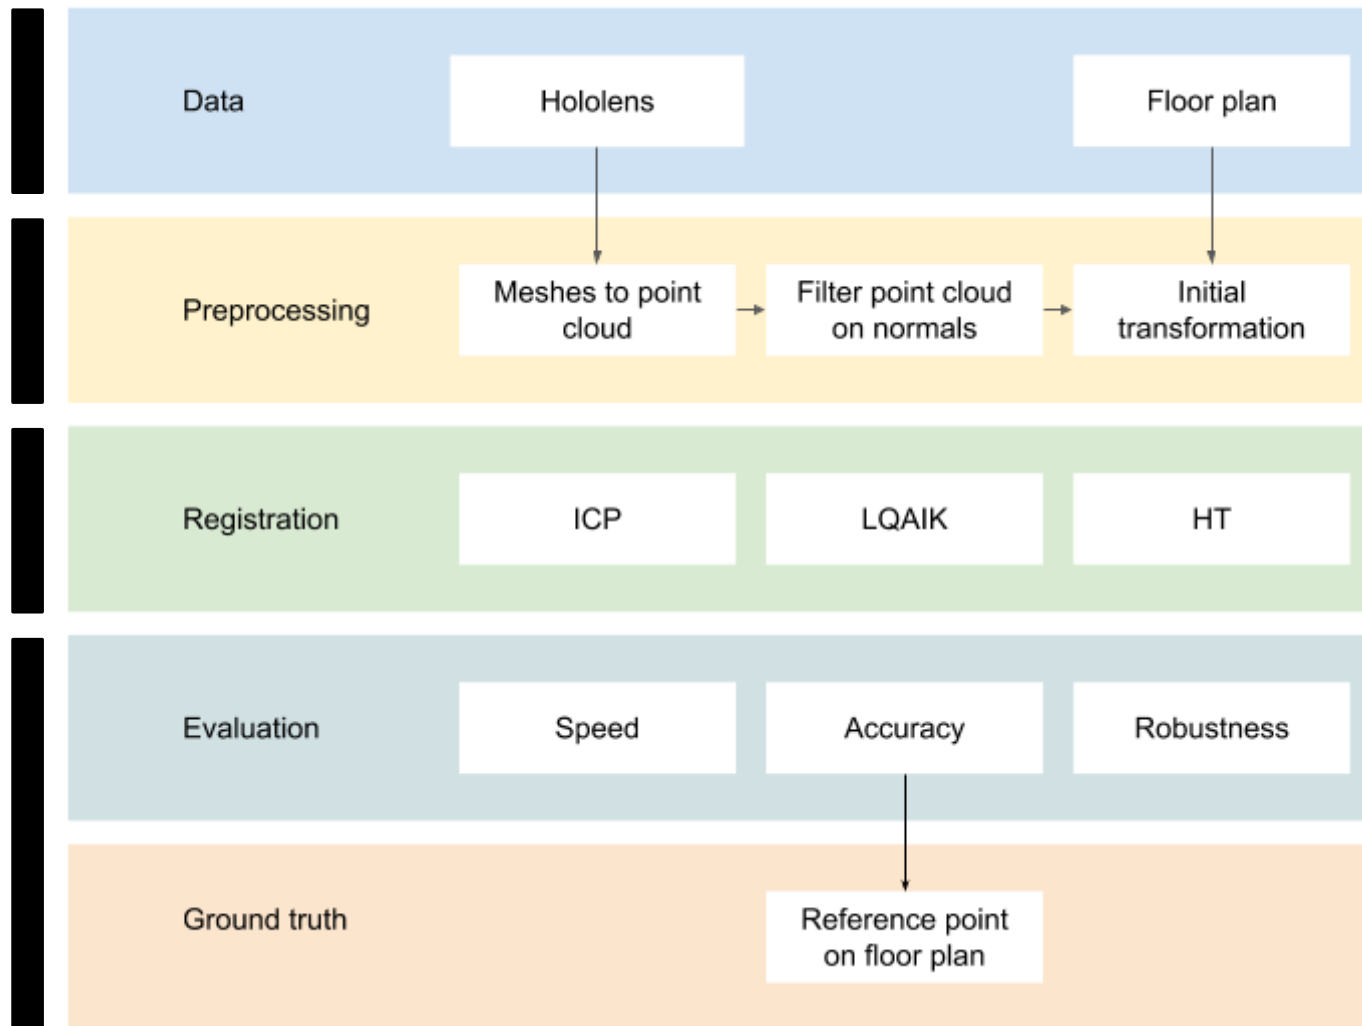 Data
Hololens
Floor plan
Preprocessing
Meshes to point
cloud
Filter point cloud
on normals
Initial
transformation
Registration
ICP
LQAIK
HT
Evaluation
Speed
Accuracy
Robustness
Ground truth
Reference point
on floor plan